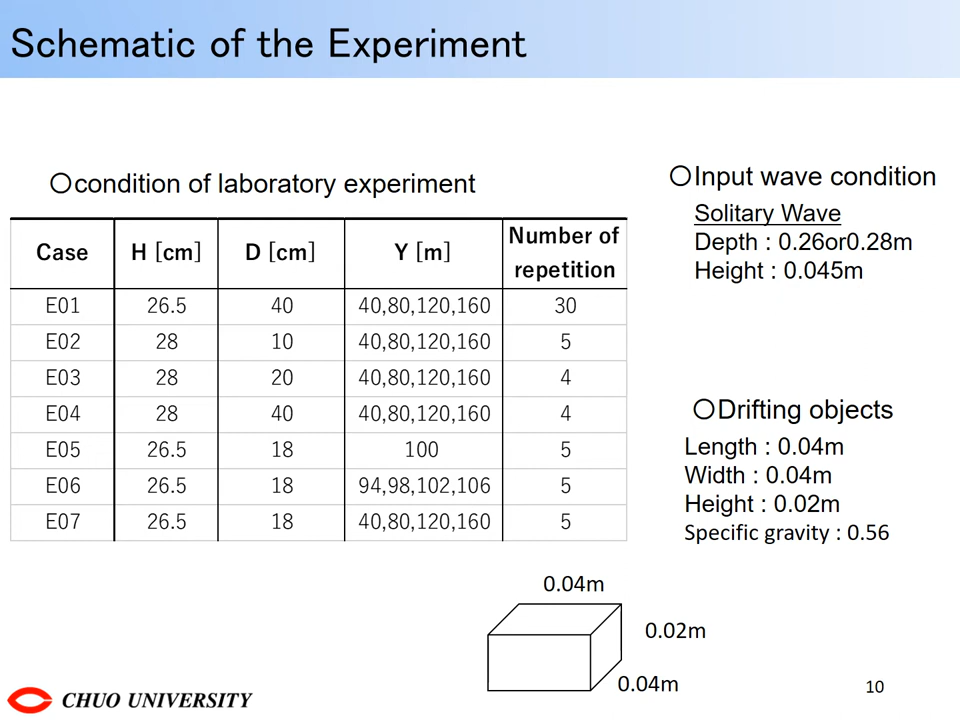 Schematic of the Experiment
○condition of laboratory experiment
Case H [cm] D [cm] Y [m] Number of repetition
E01 26.5 40 40,80,120,160 30
E02 28 10 40,80,120,160 5
E03 28 20 40,80,120,160 4
E04 28 40 40,80,120,160 4
E05 26.5 18 100 5
E06 26.5 18 94,98,102,106 5
E07 26.5 18 40,80,120,160 5
○Input wave condition
Solitary Wave
Depth : 0.26or0.28m
Height : 0.045m
○Drifting objects
Length : 0.04m
Width : 0.04m
Height : 0.02m
Specific gravity : 0.56
0.04m
0.02m
0.04m
CHUO UNIVERSITY
10